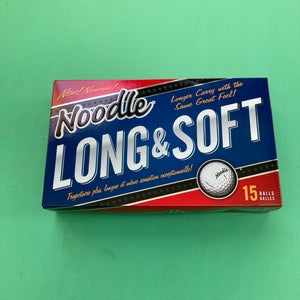 New! Nouveau!
Longer Carry with the
Same Great Feel!
Noodle
LONG & SOFT
Trajectoire plus longue et même sensation exceptionnelle!
Noodle
15 BALLS
BALLES